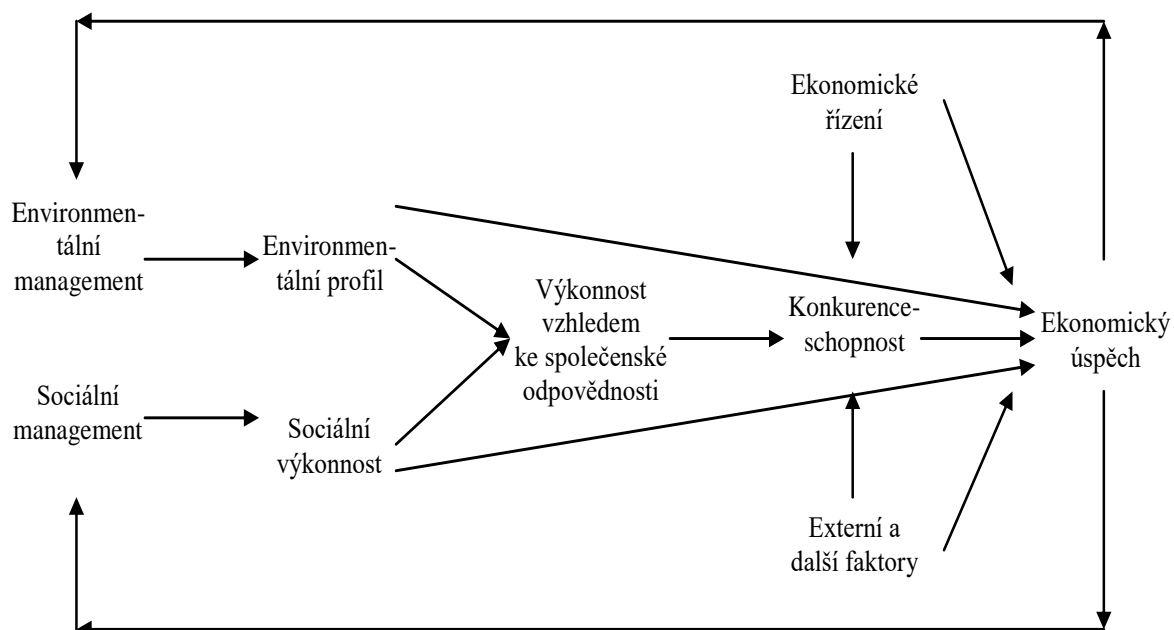 Ekonomické
řízení
Environmen-
tální
management
Environmen-
tální profil
Výkonnost
vzhledem
ke společenské
odpovědnosti
Konkurence-
schopnost
Ekonomický
úspěch
Sociální
management
Sociální
výkonnost
Externí a
další faktory